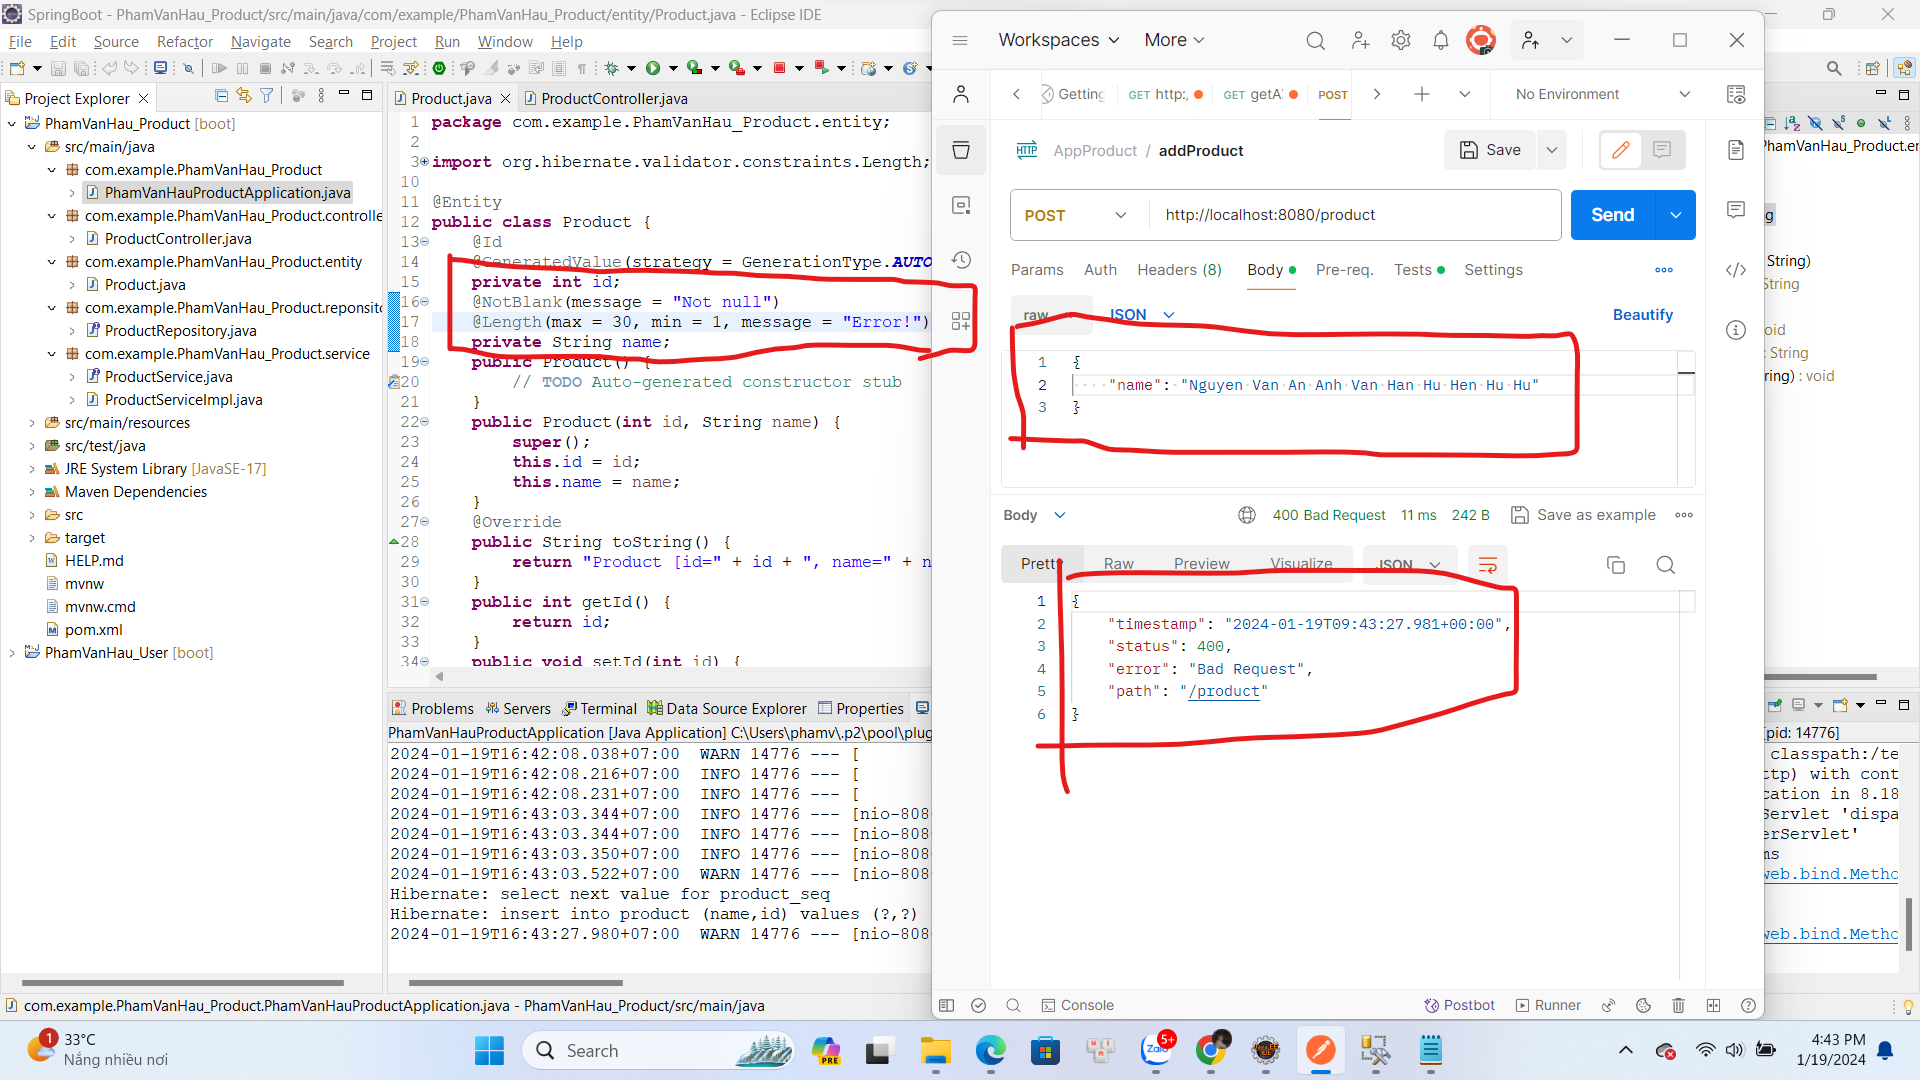 SpringBoot - PhamVanHau_Product/src/main/java/com/example/PhamVanHau_Product/entity/Product.java - Eclipse IDE
File Edit Source Refactor Navigate Search Project Run Window Help
Project Explorer
PhamVanHau_Product [boot]
src/main/java
com.example.PhamVanHau_Product
PhamVanHauProductApplication.java
com.example.PhamVanHau_Product.controlle
ProductController.java
com.example.PhamVanHau_Product.entity
Product.java
com.example.PhamVanHau_Product.reponsito
ProductRepository.java
com.example.PhamVanHau_Product.service
ProductService.java
ProductServiceImpl.java
src/main/resources
src/test/java
JRE System Library [JavaSE-17]
Maven Dependencies
src
target
HELP.md
mvnw
mvnw.cmd
pom.xml
PhamVanHau_User [boot]
Product.java ProductController.java
1 package com.example.PhamVanHau_Product.entity;
2
3 import org.hibernate.validator.constraints.Length;
10
11 @Entity
12 public class Product {
13 @Id
14 @GeneratedValue(strategy = GenerationType.AUTO
15 private int id;
16 @NotBlank(message = "Not null")
17 @Length(max = 30, min = 1, message = "Error!")
18 private String name;
19 public Product() {
20 // TODO Auto-generated constructor stub
21 }
22 public Product(int id, String name) {
23 super();
24 this.id = id;
25 this.name = name;
26 }
27 @Override
28 public String toString() {
29 return "Product [id=" + id + ", name=" + n
30 }
31 public int getId() {
32 return id;
33 }
34 public void setId(int id) {
Problems Servers Terminal Data Source Explorer Properties
PhamVanHauProductApplication [Java Application] C:\Users\phamv\.p2\pool\plug
2024-01-19T16:42:08.038+07:00 WARN 14776 --- [
2024-01-19T16:42:08.216+07:00 INFO 14776 --- [
2024-01-19T16:42:08.231+07:00 INFO 14776 --- [
2024-01-19T16:43:03.344+07:00 INFO 14776 --- [nio-808
2024-01-19T16:43:03.344+07:00 INFO 14776 --- [nio-808
2024-01-19T16:43:03.350+07:00 INFO 14776 --- [nio-808
2024-01-19T16:43:03.522+07:00 WARN 14776 --- [nio-808
Hibernate: select next value for product_seq
Hibernate: insert into product (name,id) values (?,?)
2024-01-19T16:43:27.980+07:00 WARN 14776 --- [nio-808
com.example.PhamVanHau_Product.PhamVanHauProductApplication.java - PhamVanHau_Product/src/main/java
Workspaces More
Getting GET http:, GET getA POST No Environment
HTTP AppProduct / addProduct Save
POST http://localhost:8080/product Send
Params Auth Headers (8) Body Pre-req. Tests Settings
raw JSON Beautify
1 {
2 "name": "Nguyen Van An Anh Van Han Hu Hen Hu Hu"
3 }
Body 400 Bad Request 11 ms 242 B Save as example
Pretty Raw Preview Visualize JSON
1 {
2 "timestamp": "2024-01-19T09:43:27.981+00:00",
3 "status": 400,
4 "error": "Bad Request",
5 "path": "/product"
6 }
Console Postbot Runner
PhamVanHau_Product.er
g
String)
String
oid
: String
ring) : void
[pid: 14776]
classpath:/te
ttp) with cont
cation in 8.18
Servlet 'dispa
erServlet'
ms
web.bind.Metho
web.bind.Metho
1
33°C
Nắng nhiều nơi
Search
PRE
Zalo
5+
4:43 PM
1/19/2024